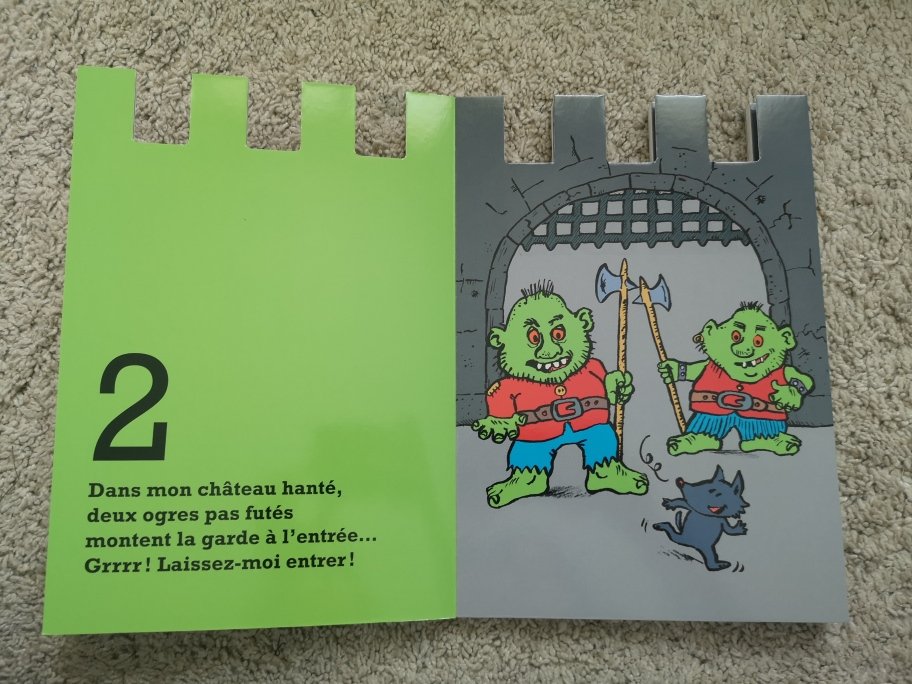 2
Dans mon château hanté,
deux ogres pas futés
montent la garde à l'entrée...
Grrrr ! Laissez-moi entrer !